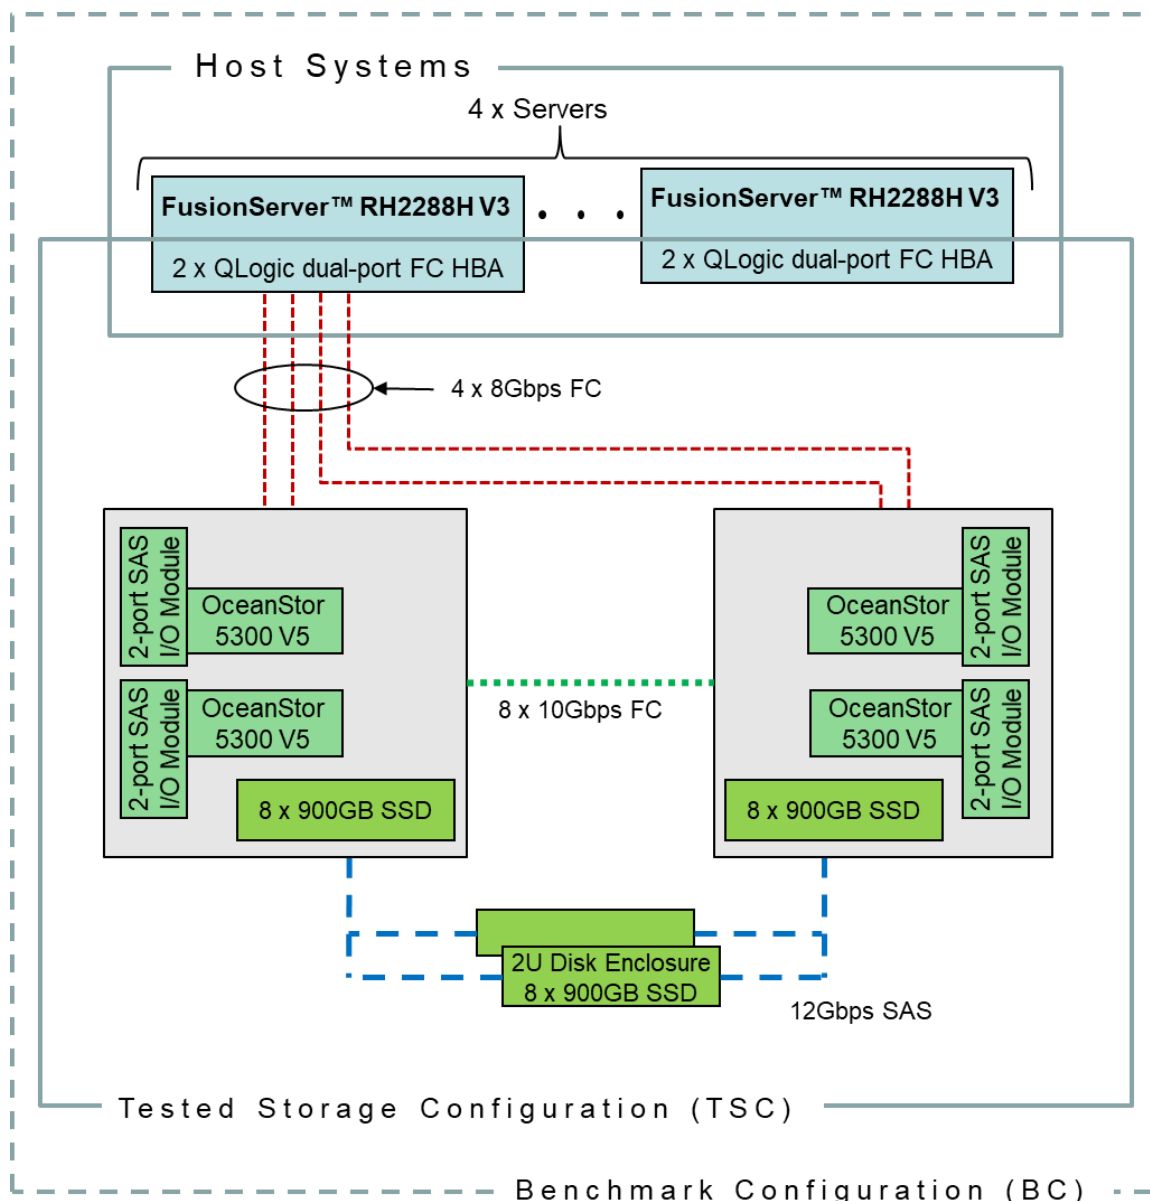 Host Systems
4 x Servers
FusionServer™ RH2288H V3
2 x QLogic dual-port FC HBA
. . .
FusionServer™ RH2288H V3
2 x QLogic dual-port FC HBA
4 x 8Gbps FC
2-port SAS
I/O Module
OceanStor
5300 V5
2-port SAS
I/O Module
OceanStor
5300 V5
8 x 900GB SSD
8 x 10Gbps FC
OceanStor
5300 V5
2-port SAS
I/O Module
OceanStor
5300 V5
2-port SAS
I/O Module
8 x 900GB SSD
2U Disk Enclosure
8 x 900GB SSD
12Gbps SAS
Tested Storage Configuration (TSC)
Benchmark Configuration (BC)